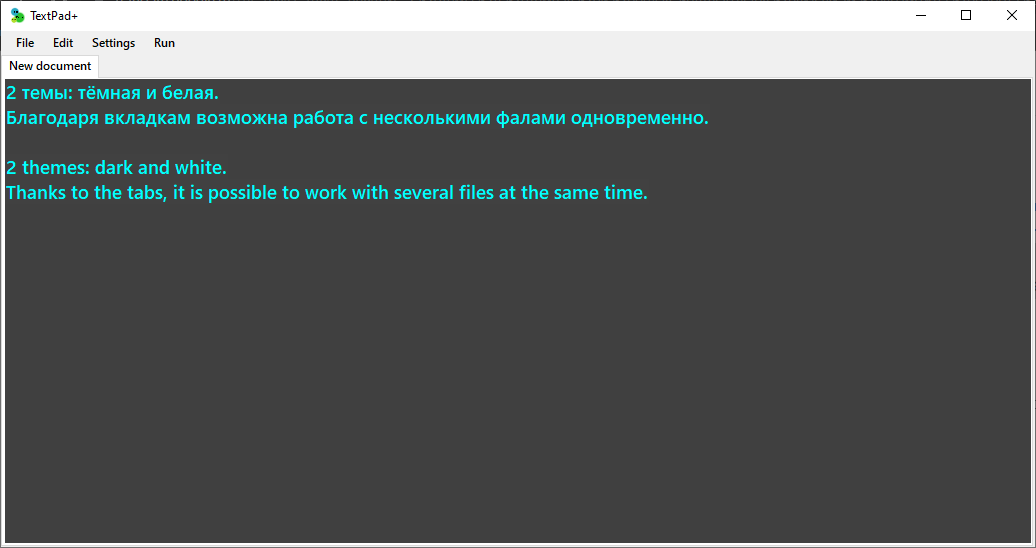 TextPad+
File Edit Settings Run
New document
2 темы: тёмная и белая.
Благодаря вкладкам возможна работа с несколькими фалами одновременно.
2 themes: dark and white.
Thanks to the tabs, it is possible to work with several files at the same time.